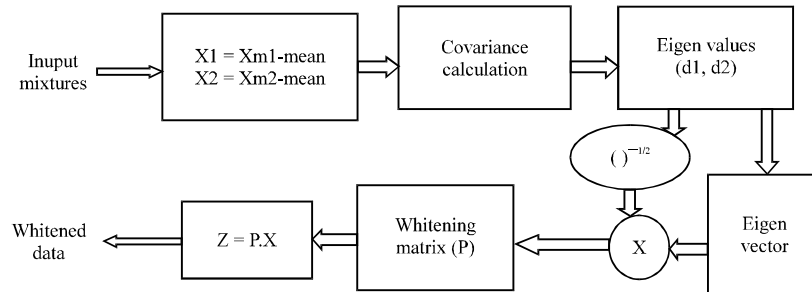 Inuput
mixtures
X1 = Xm1-mean
X2 = Xm2-mean
Covariance
calculation
Eigen values
(d1, d2)
( )⁻¹/²
Whitened
data
Z = P.X
Whitening
matrix (P)
X
Eigen
vector